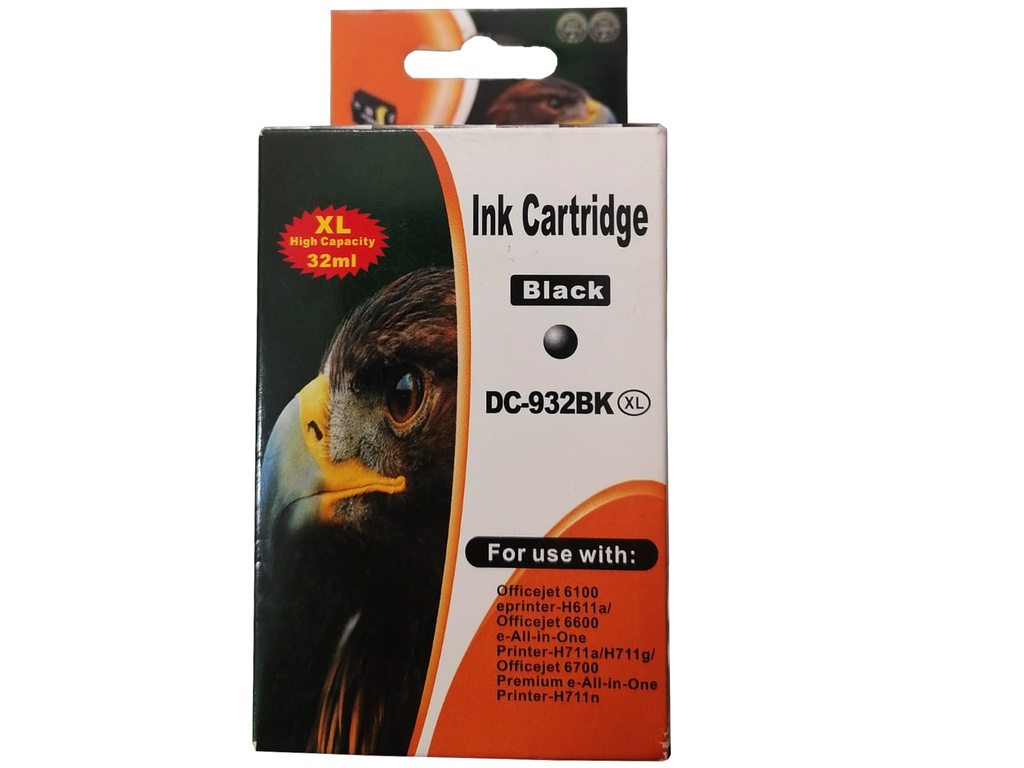 XL
High Capacity
32ml
Ink Cartridge
Black
DC-932BK XL
For use with:
Officejet 6100
eprinter-H611a/
Officejet 6600
e-All-in-One
Printer-H711a/H711g/
Officejet 6700
Premium e-All-in-One
Printer-H711n